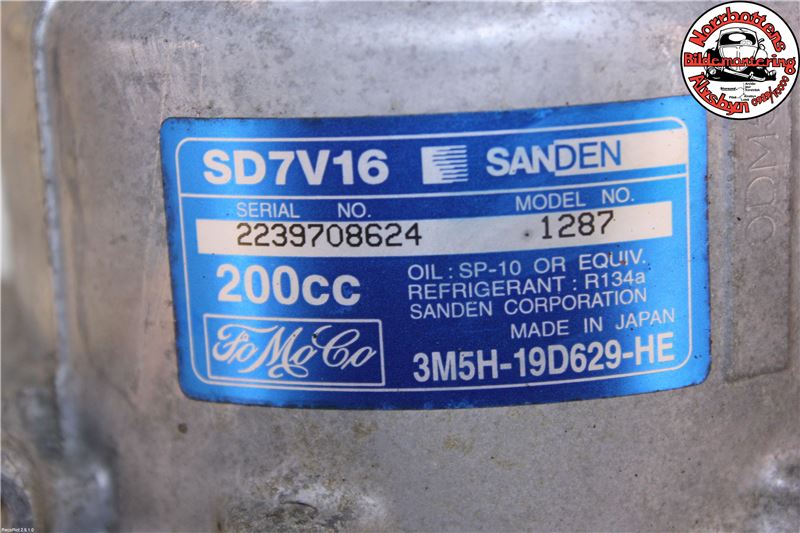 SD7V16 SANDEN
SERIAL NO. MODEL NO.
2239708624 1287
200cc
OIL : SP-10 OR EQUIV.
REFRIGERANT : R134a
SANDEN CORPORATION
MADE IN JAPAN
FoMoCo
3M5H-19D629-HE
Norrbottens
Bildemontering
Älvsbyn